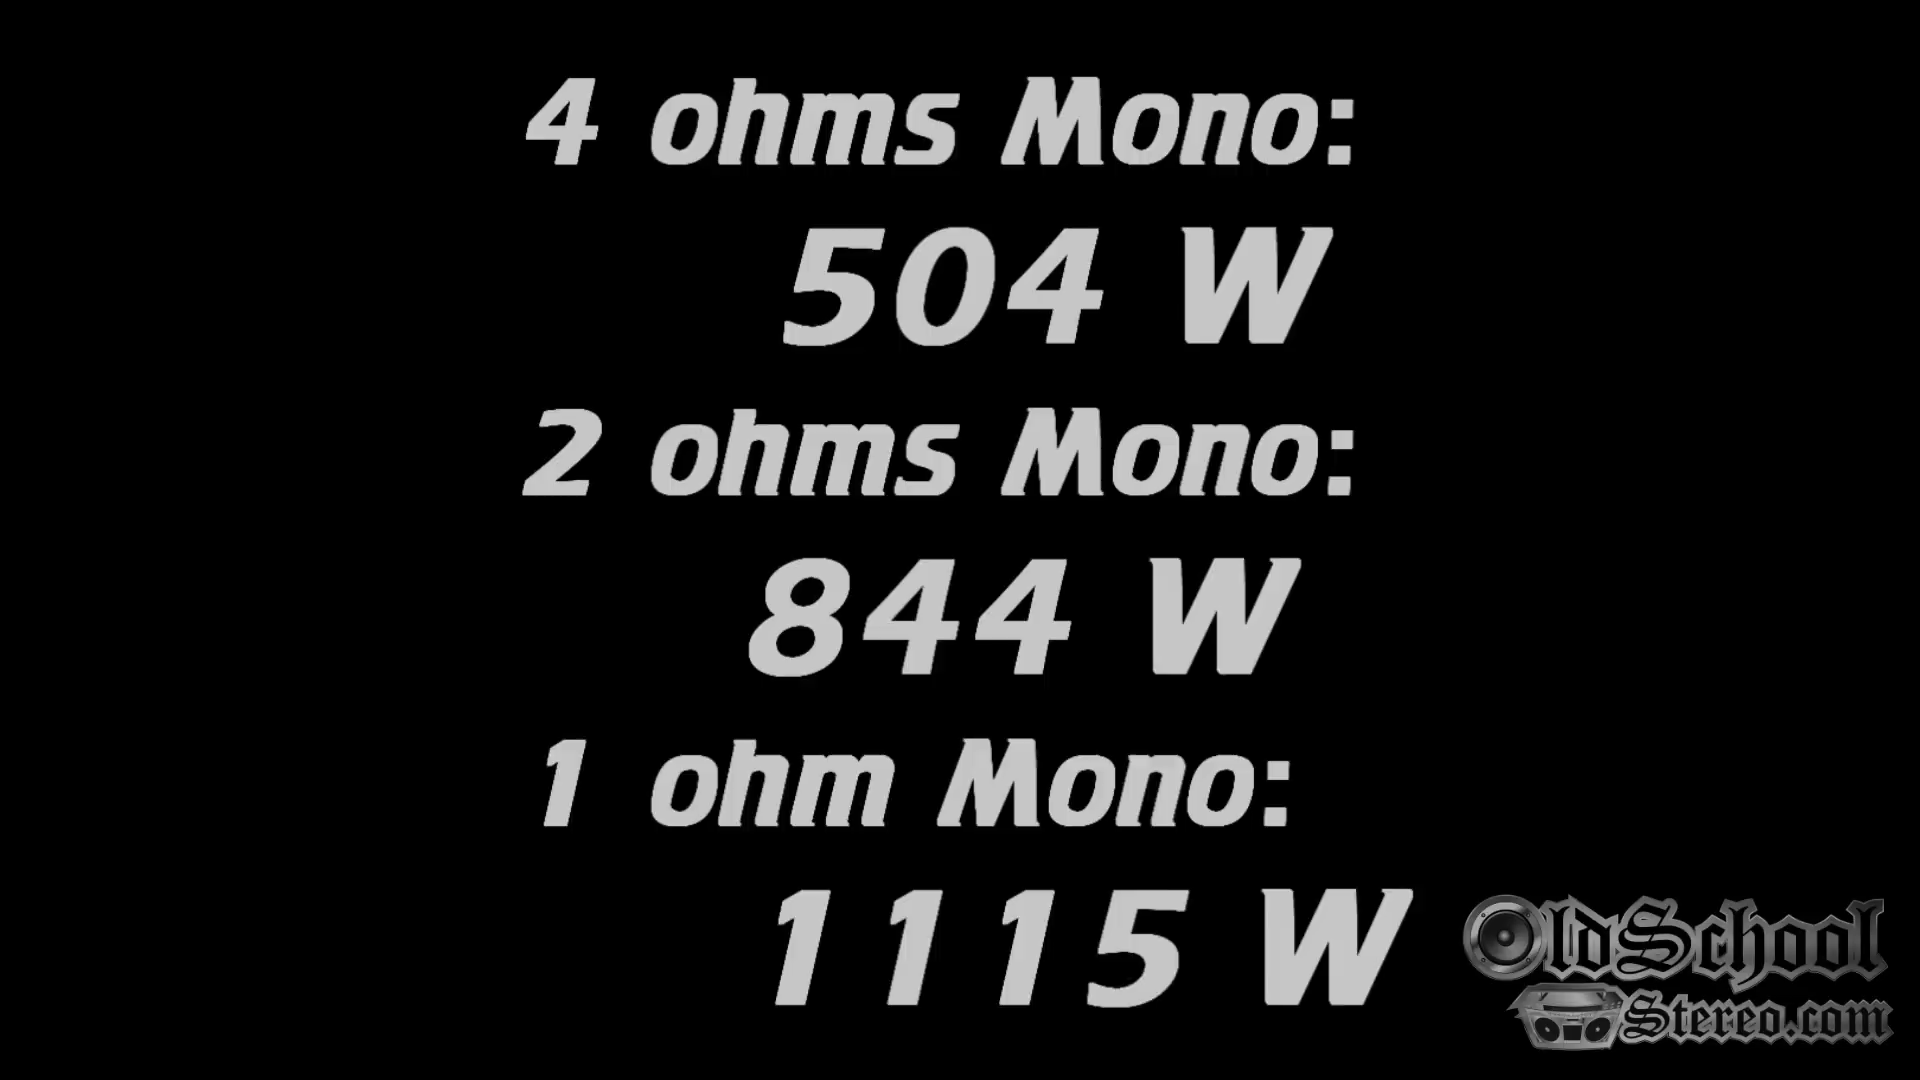 4 ohms Mono:
504 W
2 ohms Mono:
844 W
1 ohm Mono:
1115 W
OldSchool
Stereo.com